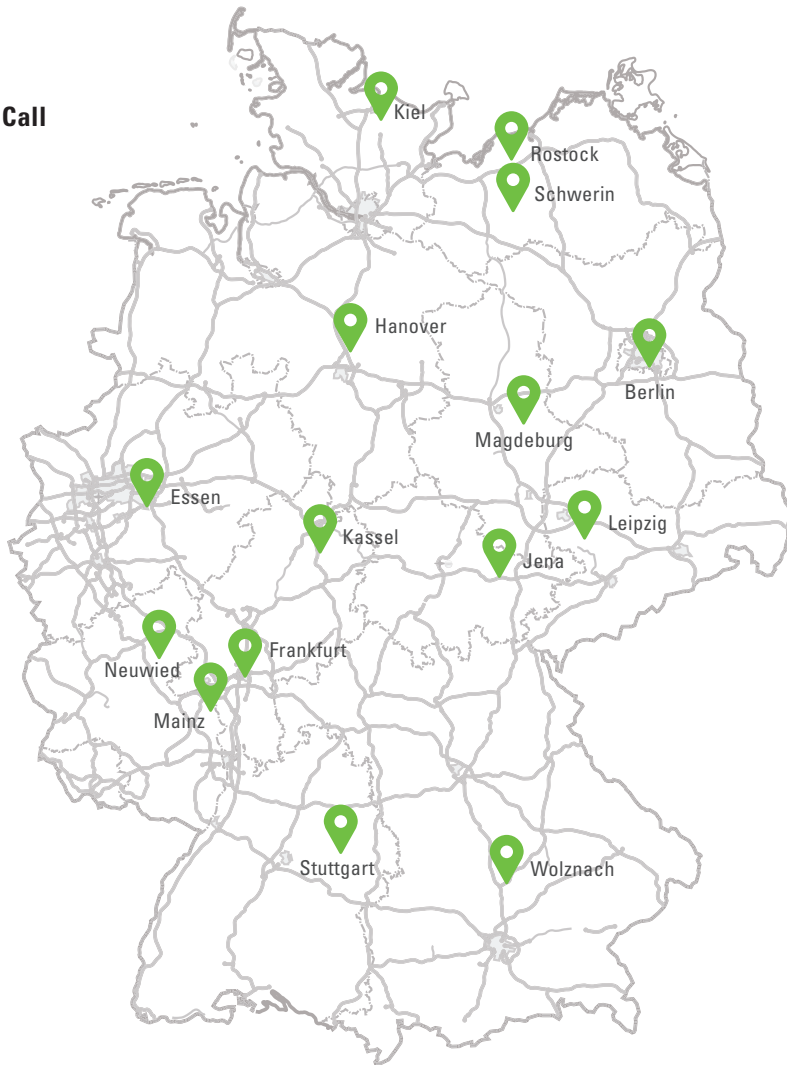 Call
Kiel
Rostock
Schwerin
Hanover
Berlin
Magdeburg
Essen
Leipzig
Kassel
Jena
Frankfurt
Neuwied
Mainz
Stuttgart
Wolznach